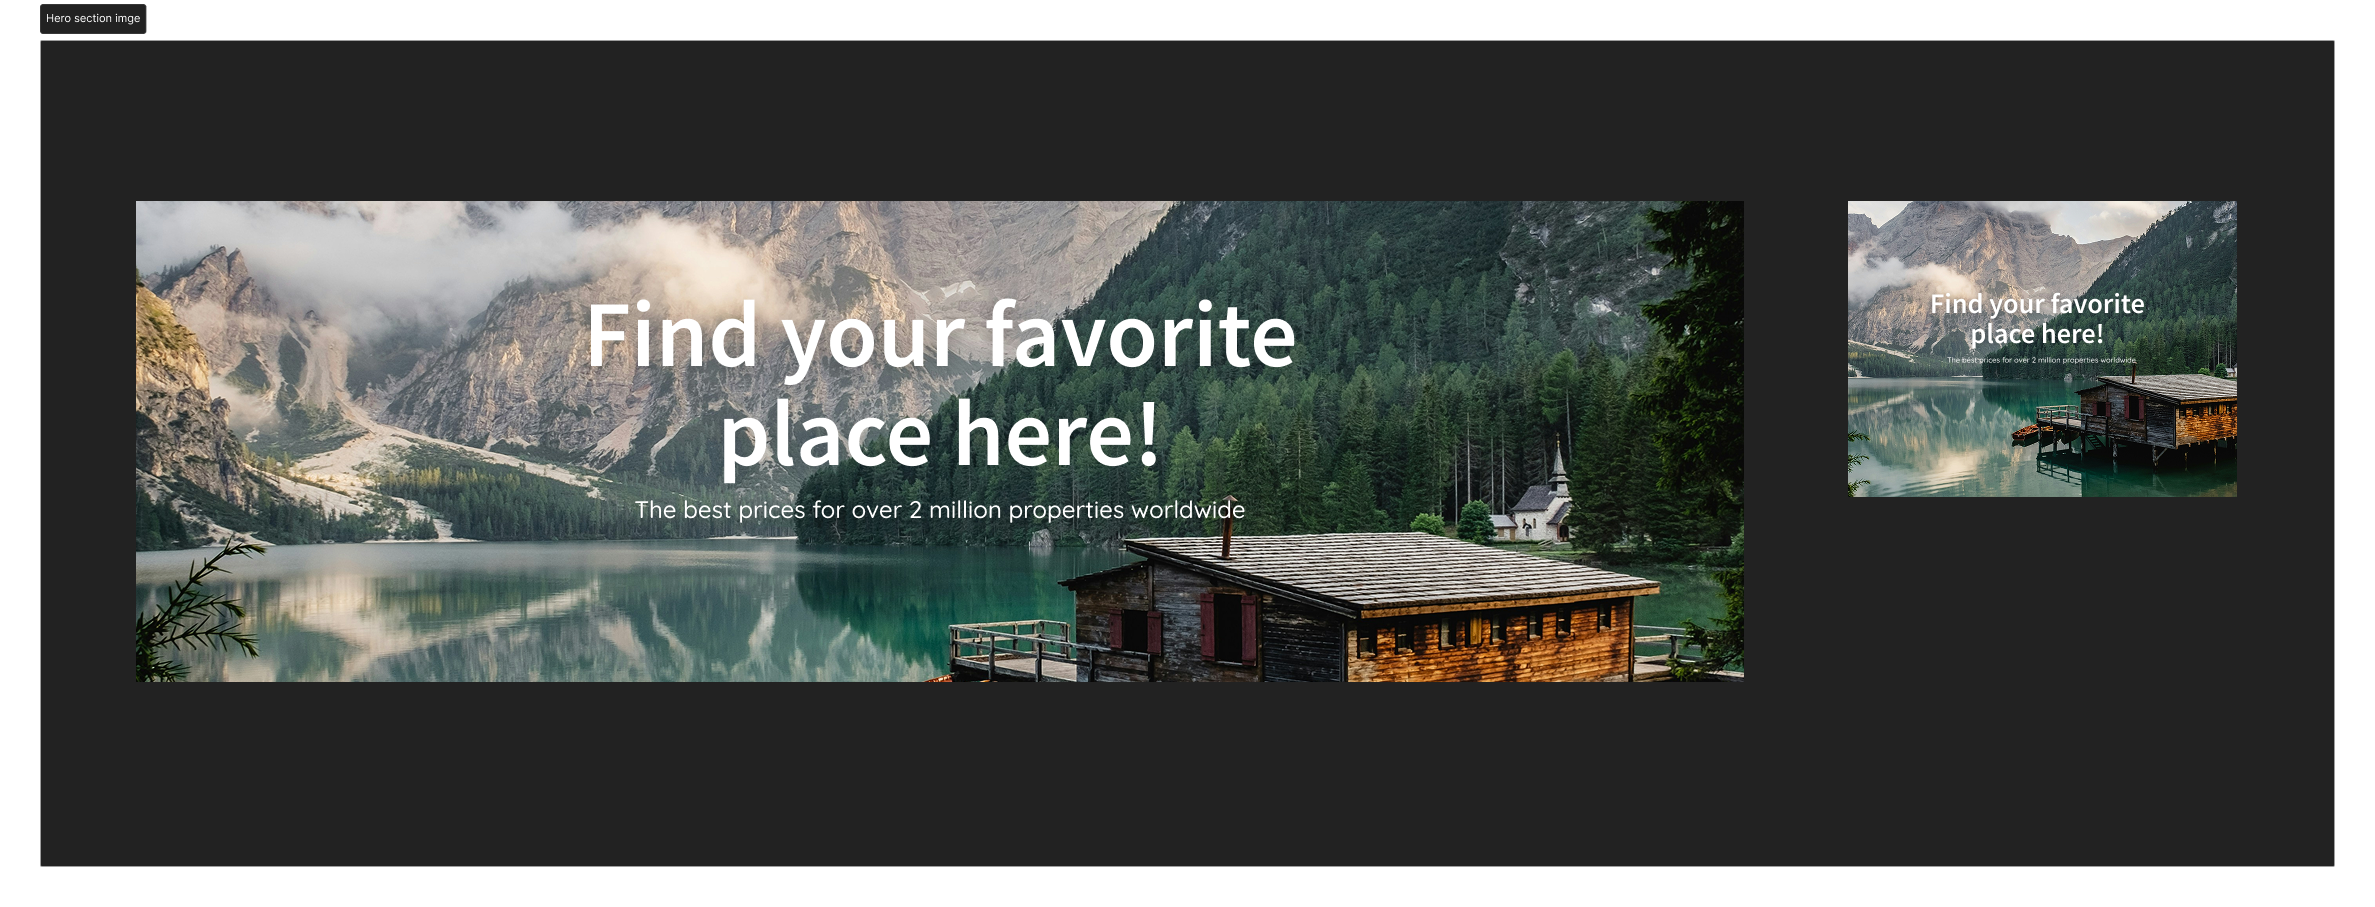 Hero section imge
Find your favorite
place here!
The best prices for over 2 million properties worldwide
Find your favorite
place here!
The best prices for over 2 million properties worldwide